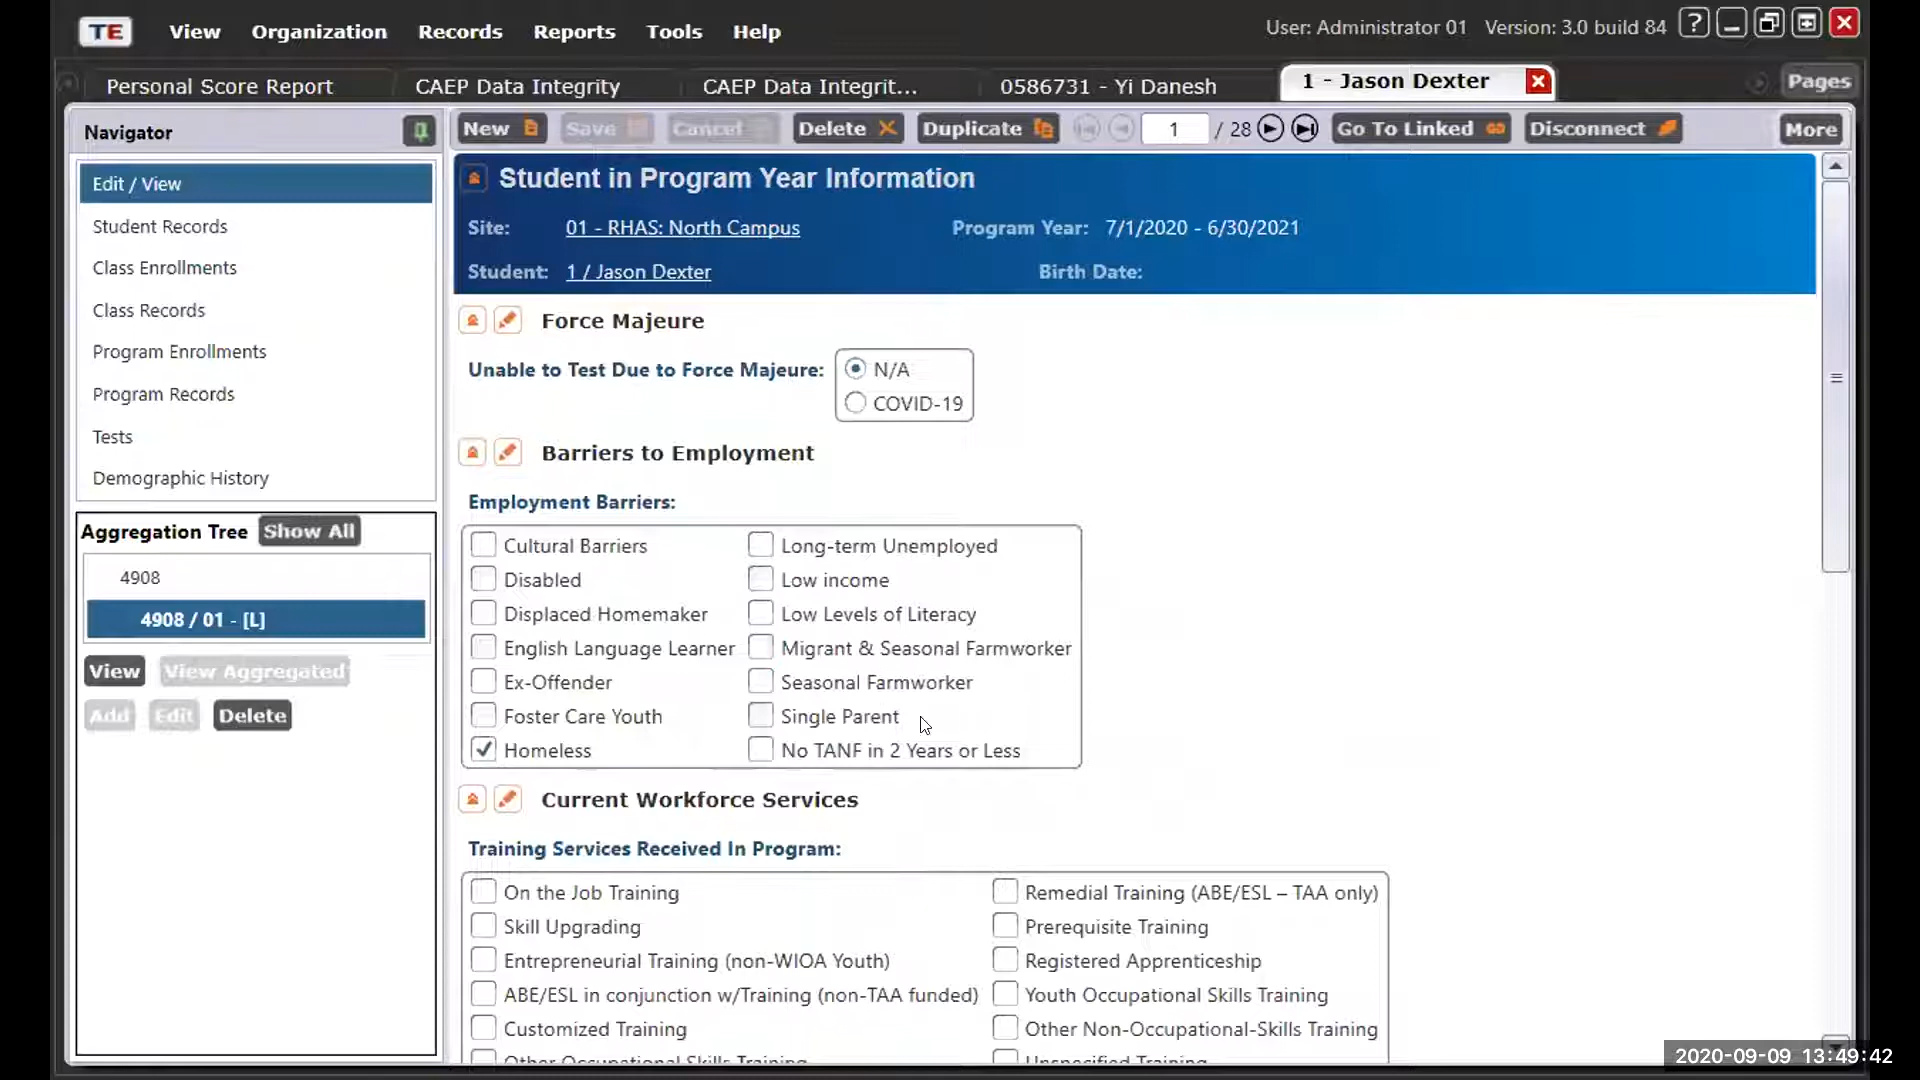 TE View Organization Records Reports Tools Help User: Administrator 01 Version: 3.0 build 84 ?
Personal Score Report CAEP Data Integrity CAEP Data Integrit... 0586731 - Yi Danesh 1 - Jason Dexter Pages
Navigator New Save Cancel Delete Duplicate 1 / 28 Go To Linked Disconnect More
Edit / View
Student Records
Class Enrollments
Class Records
Program Enrollments
Program Records
Tests
Demographic History
Aggregation Tree Show All
4908
4908 / 01 - [L]
View View Aggregated
Add Edit Delete
Student in Program Year Information
Site: 01 - RHAS: North Campus Program Year: 7/1/2020 - 6/30/2021
Student: 1 / Jason Dexter Birth Date:
Force Majeure
Unable to Test Due to Force Majeure: N/A
COVID-19
Barriers to Employment
Employment Barriers:
Cultural Barriers Long-term Unemployed
Disabled Low income
Displaced Homemaker Low Levels of Literacy
English Language Learner Migrant & Seasonal Farmworker
Ex-Offender Seasonal Farmworker
Foster Care Youth Single Parent
Homeless No TANF in 2 Years or Less
Current Workforce Services
Training Services Received In Program:
On the Job Training Remedial Training (ABE/ESL – TAA only)
Skill Upgrading Prerequisite Training
Entrepreneurial Training (non-WIOA Youth) Registered Apprenticeship
ABE/ESL in conjunction w/Training (non-TAA funded) Youth Occupational Skills Training
Customized Training Other Non-Occupational-Skills Training
Other Occupational Skills Training Unspecified Training
2020-09-09 13:49:42